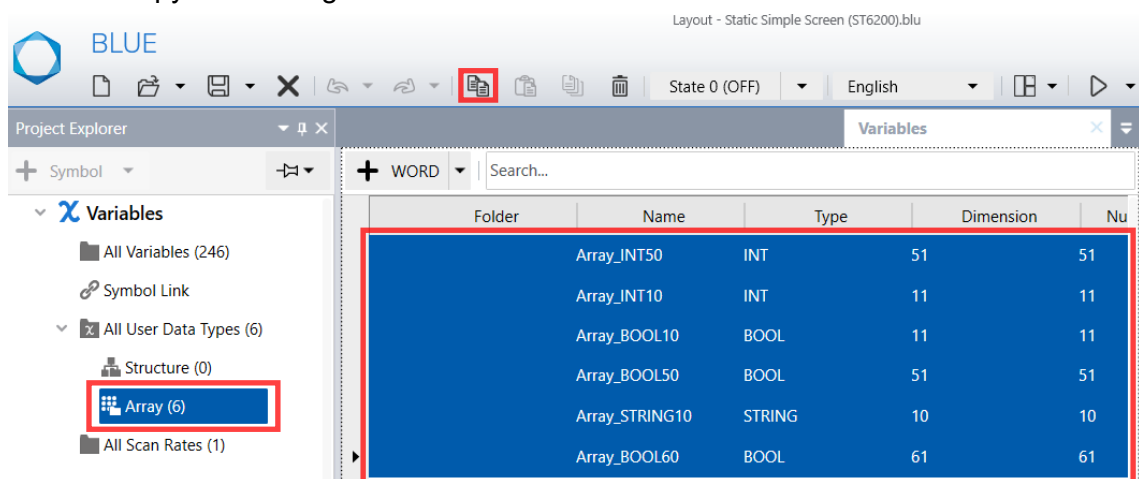 Layout - Static Simple Screen (ST6200).blu
BLUE
State 0 (OFF) English
Project Explorer Variables
Symbol WORD Search...
Variables
Folder Name Type Dimension Nu
All Variables (246) Array_INT50 INT 51 51
Symbol Link Array_INT10 INT 11 11
All User Data Types (6) Array_BOOL10 BOOL 11 11
Structure (0) Array_BOOL50 BOOL 51 51
Array (6) Array_STRING10 STRING 10 10
All Scan Rates (1) Array_BOOL60 BOOL 61 61